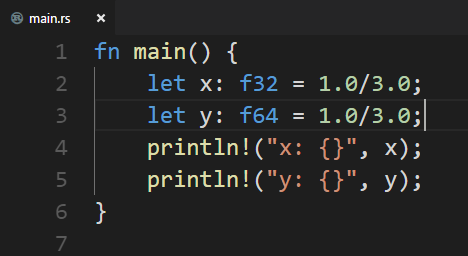 main.rs ×
1 fn main() {
2     let x: f32 = 1.0/3.0;
3     let y: f64 = 1.0/3.0;
4     println!("x: {}", x);
5     println!("y: {}", y);
6 }
7